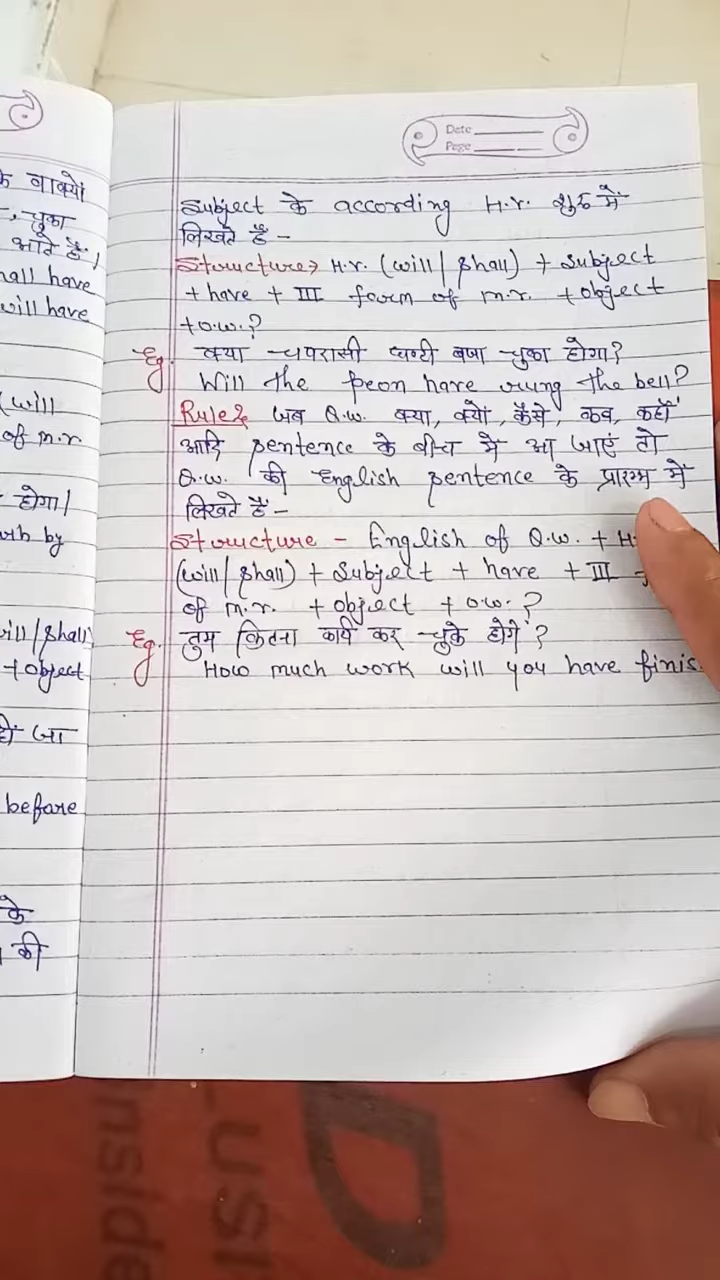 Date
Page
के वाक्यो
चुका
आते हैं।
hall have
will have
(will
of m.r.
होगा।
will/shall
+ object
जा
before
के
की
Subject के according H.v. शुरू में
लिखते हैं -
Structure→ H.v. (will/shall) + Subject
+ have + III form of m.v. + object
+ o.w.?
Eg. क्या चपरासी घण्टी बजा चुका होगा?
Will the peon have rung the bell?
Rule2 जब Q.w. क्या, क्यों, कैसे, कब, कहाँ
आदि sentence के बीच में आ जाएं तो
Q.w. की English sentence के प्रारम्भ में
लिखते हैं -
Structure - English of Q.w. + H.
(will/shall) + Subject + have + III
of m.v. + object + o.w.?
Eg. तुम कितना कार्य कर चुके होगे?
How much work will you have finis